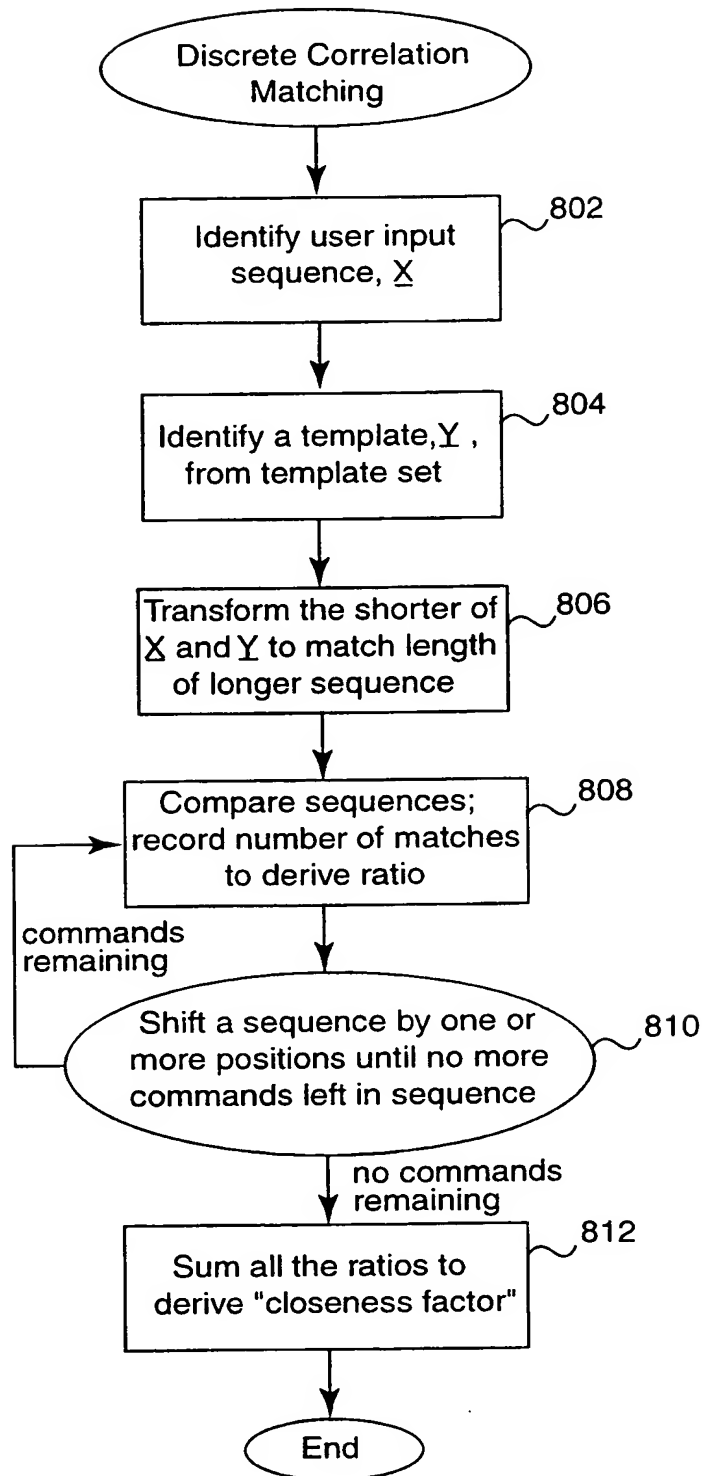 Discrete Correlation
Matching
802
Identify user input
sequence, X
804
Identify a template,Y ,
from template set
806
Transform the shorter of
X and Y to match length
of longer sequence
808
Compare sequences;
record number of matches
to derive ratio
commands
remaining
810
Shift a sequence by one or
more positions until no more
commands left in sequence
no commands
remaining
812
Sum all the ratios to
derive "closeness factor"
End